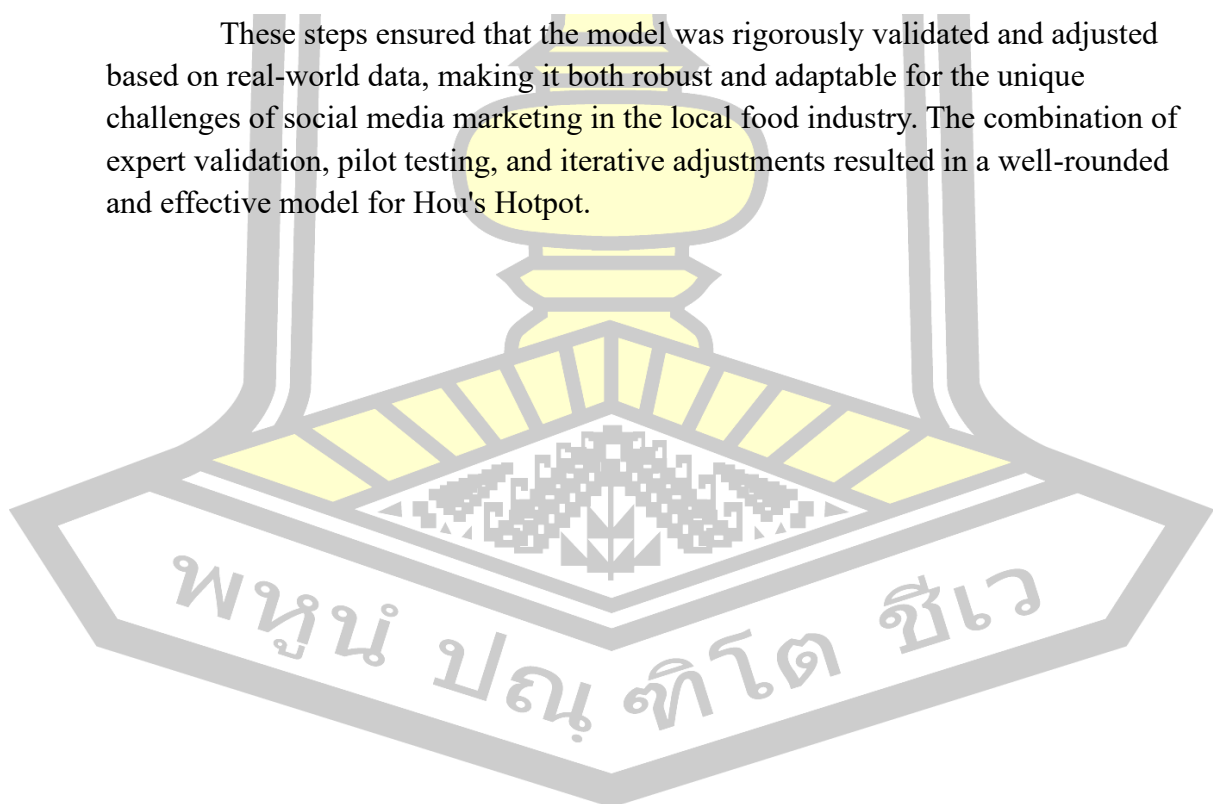 These steps ensured that the model was rigorously validated and adjusted
based on real-world data, making it both robust and adaptable for the unique
challenges of social media marketing in the local food industry. The combination of
expert validation, pilot testing, and iterative adjustments resulted in a well-rounded
and effective model for Hou's Hotpot.
พหูนํ ปณฺฑิโต ชีเว